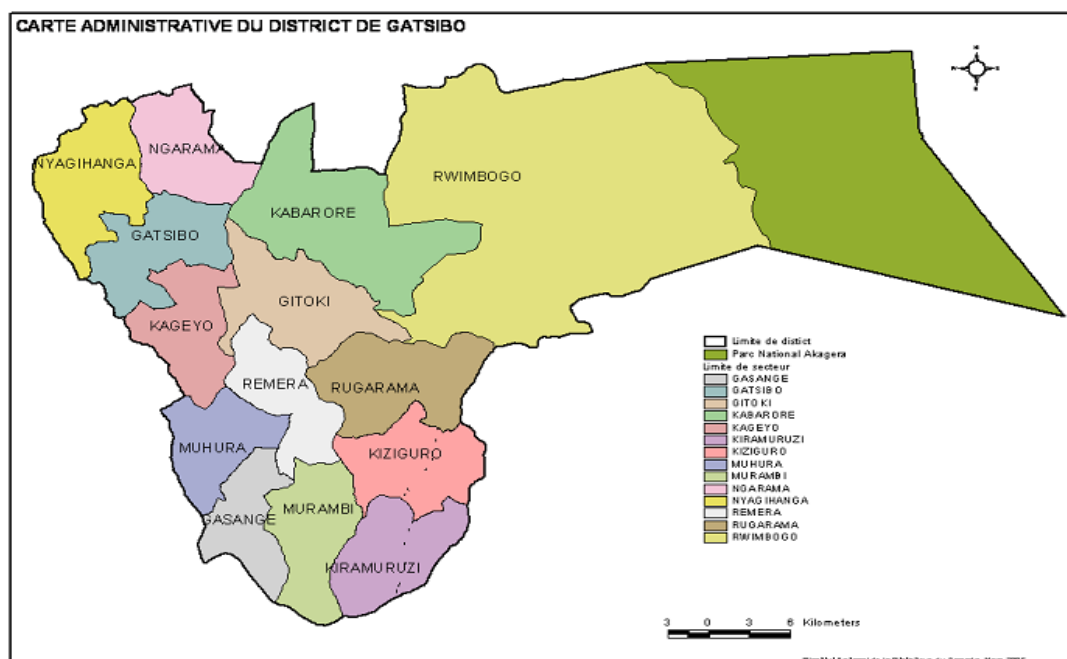 CARTE ADMINISTRATIVE DU DISTRICT DE GATSIBO
N
W
E
S
NGARAMA
NYAGIHANGA
RWIMBOGO
KABARORE
GATSIBO
GITOKI
KAGEYO
REMERA
RUGARAMA
MUHURA
KIZIGURO
MURAMBI
GASANGE
KIRAMURUZI
Limite de distict
Parc National Akagera
Limite de secteur
GASANGE
GATSIBO
GITOKI
KABARORE
KAGEYO
KIRAMURUZI
KIZIGURO
MUHURA
MURAMBI
NGARAMA
NYAGIHANGA
REMERA
RUGARAMA
RWIMBOGO
3 0 3 6 Kilometers